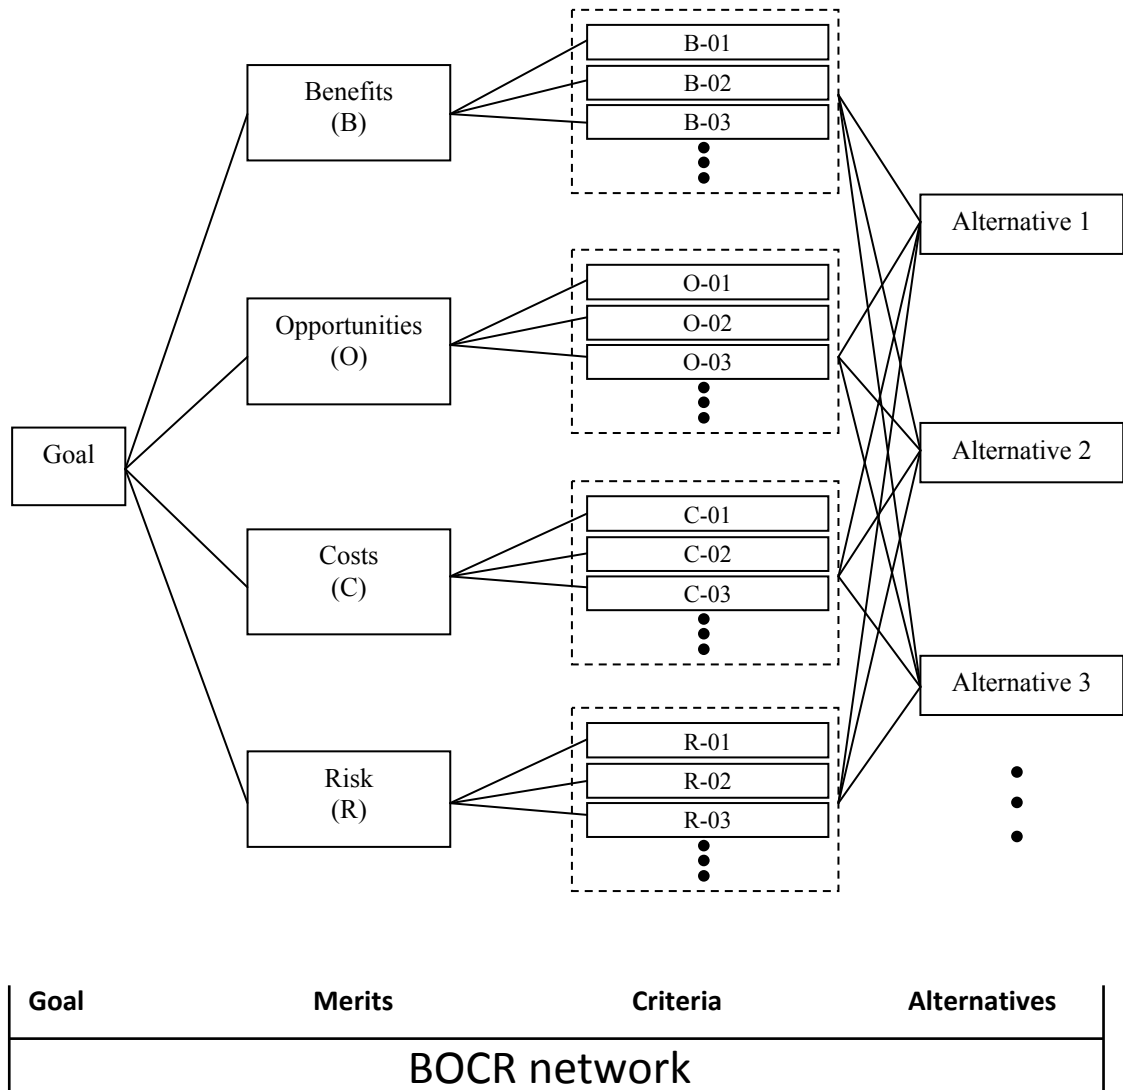 Goal
Benefits
(B)
Opportunities
(O)
Costs
(C)
Risk
(R)
B-01
B-02
B-03
O-01
O-02
O-03
C-01
C-02
C-03
R-01
R-02
R-03
Alternative 1
Alternative 2
Alternative 3
Goal Merits Criteria Alternatives
BOCR network